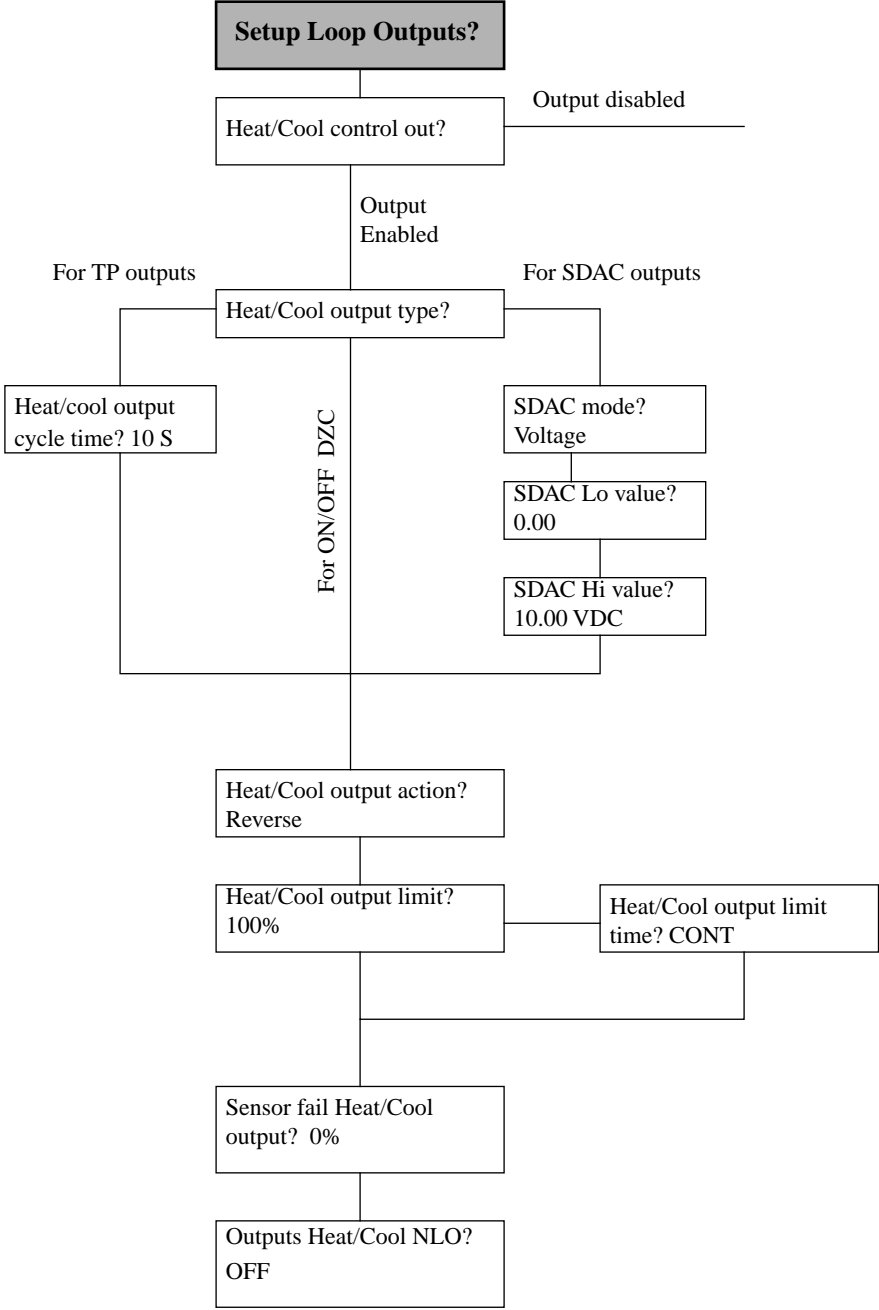 Setup Loop Outputs?
Output disabled
Heat/Cool control out?
Output
Enabled
For TP outputs
For SDAC outputs
Heat/Cool output type?
Heat/cool output
cycle time? 10 S
For ON/OFF DZC
SDAC mode?
Voltage
SDAC Lo value?
0.00
SDAC Hi value?
10.00 VDC
Heat/Cool output action?
Reverse
Heat/Cool output limit?
100%
Heat/Cool output limit
time? CONT
Sensor fail Heat/Cool
output? 0%
Outputs Heat/Cool NLO?
OFF